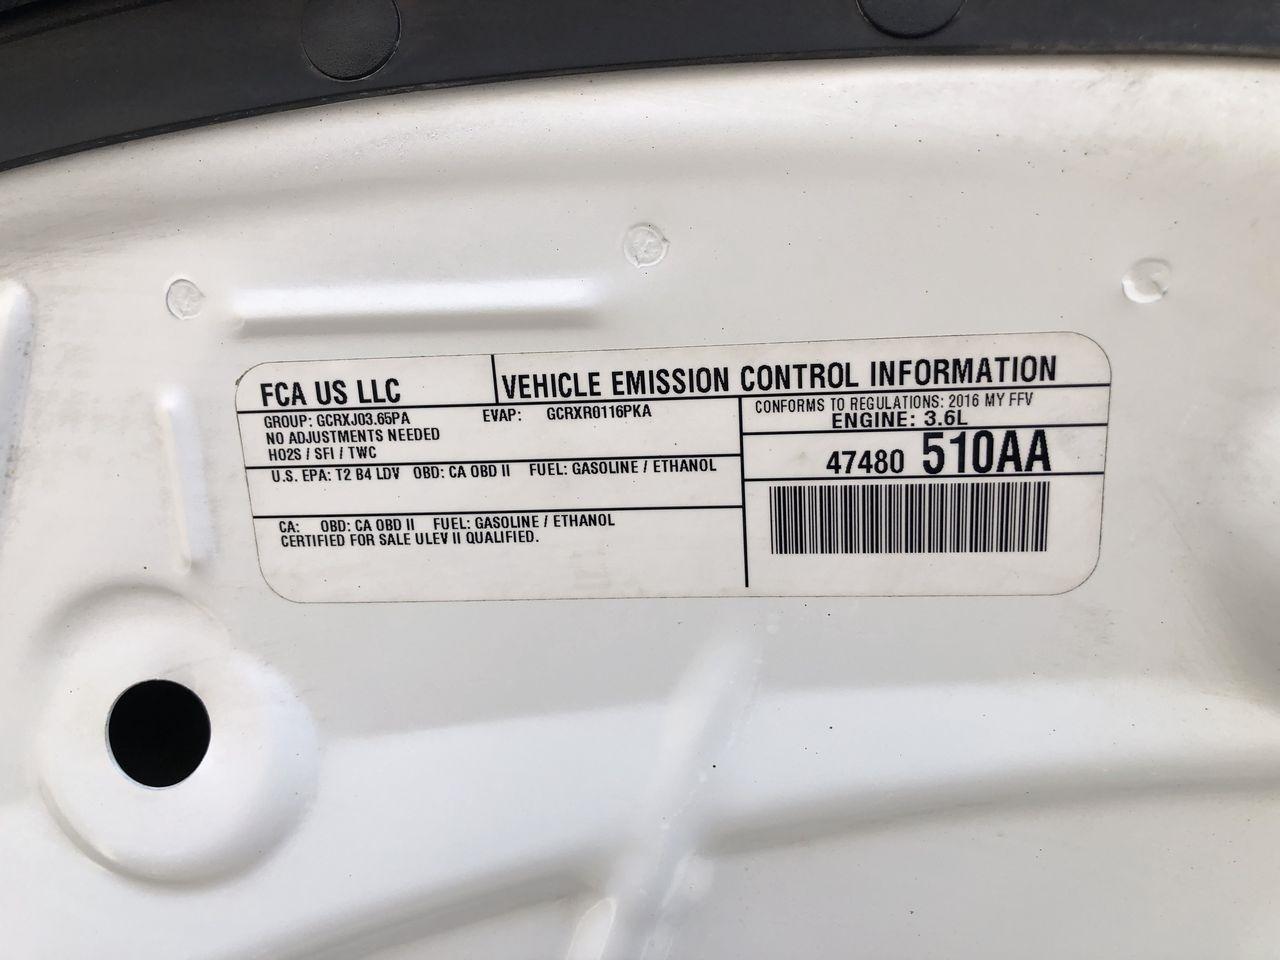 FCA US LLC
VEHICLE EMISSION CONTROL INFORMATION
GROUP: GCRXJ03.65PA EVAP: GCRXR0116PKA
NO ADJUSTMENTS NEEDED
HO2S / SFI / TWC
CONFORMS TO REGULATIONS: 2016 MY FFV
ENGINE: 3.6L
47480 510AA
U.S. EPA: T2 B4 LDV OBD: CA OBD II FUEL: GASOLINE / ETHANOL
CA: OBD: CA OBD II FUEL: GASOLINE / ETHANOL
CERTIFIED FOR SALE ULEV II QUALIFIED.